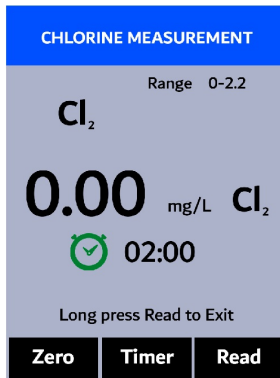 CHLORINE MEASUREMENT
Range 0-2.2
Cl₂
0.00 mg/L Cl₂
02:00
Long press Read to Exit
Zero Timer Read